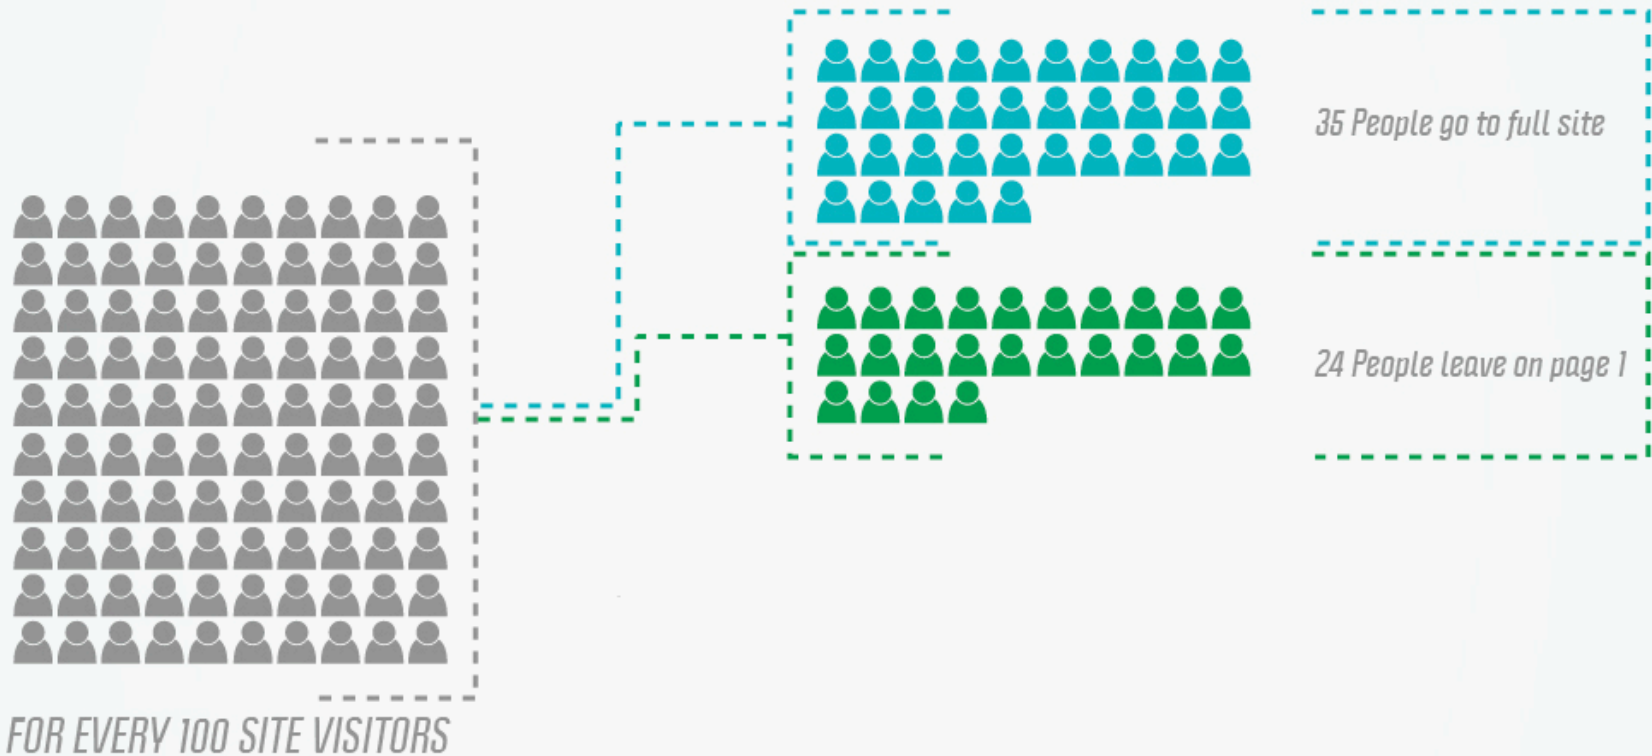 35 People go to full site
24 People leave on page 1
FOR EVERY 100 SITE VISITORS